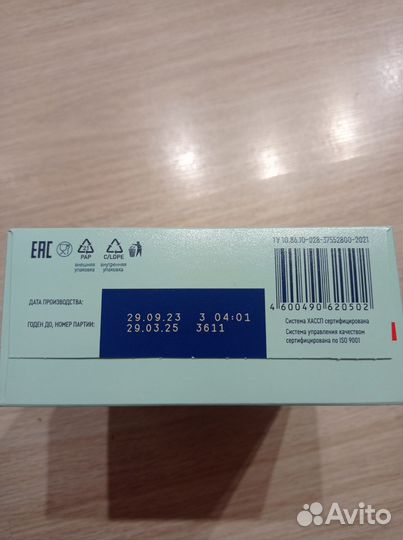 ТУ 10.86.10-028-37552800-2021
EAC
21
PAP
C/LDPE
внешняя
упаковка
внутренняя
упаковка
4 600490 620502
ДАТА ПРОИЗВОДСТВА:
29.09.23 3 04:01
ГОДЕН ДО, НОМЕР ПАРТИИ:
29.03.25 3611
Система ХАССП сертифицирована
Система управления качеством
сертифицирована по ISO 9001
Avito